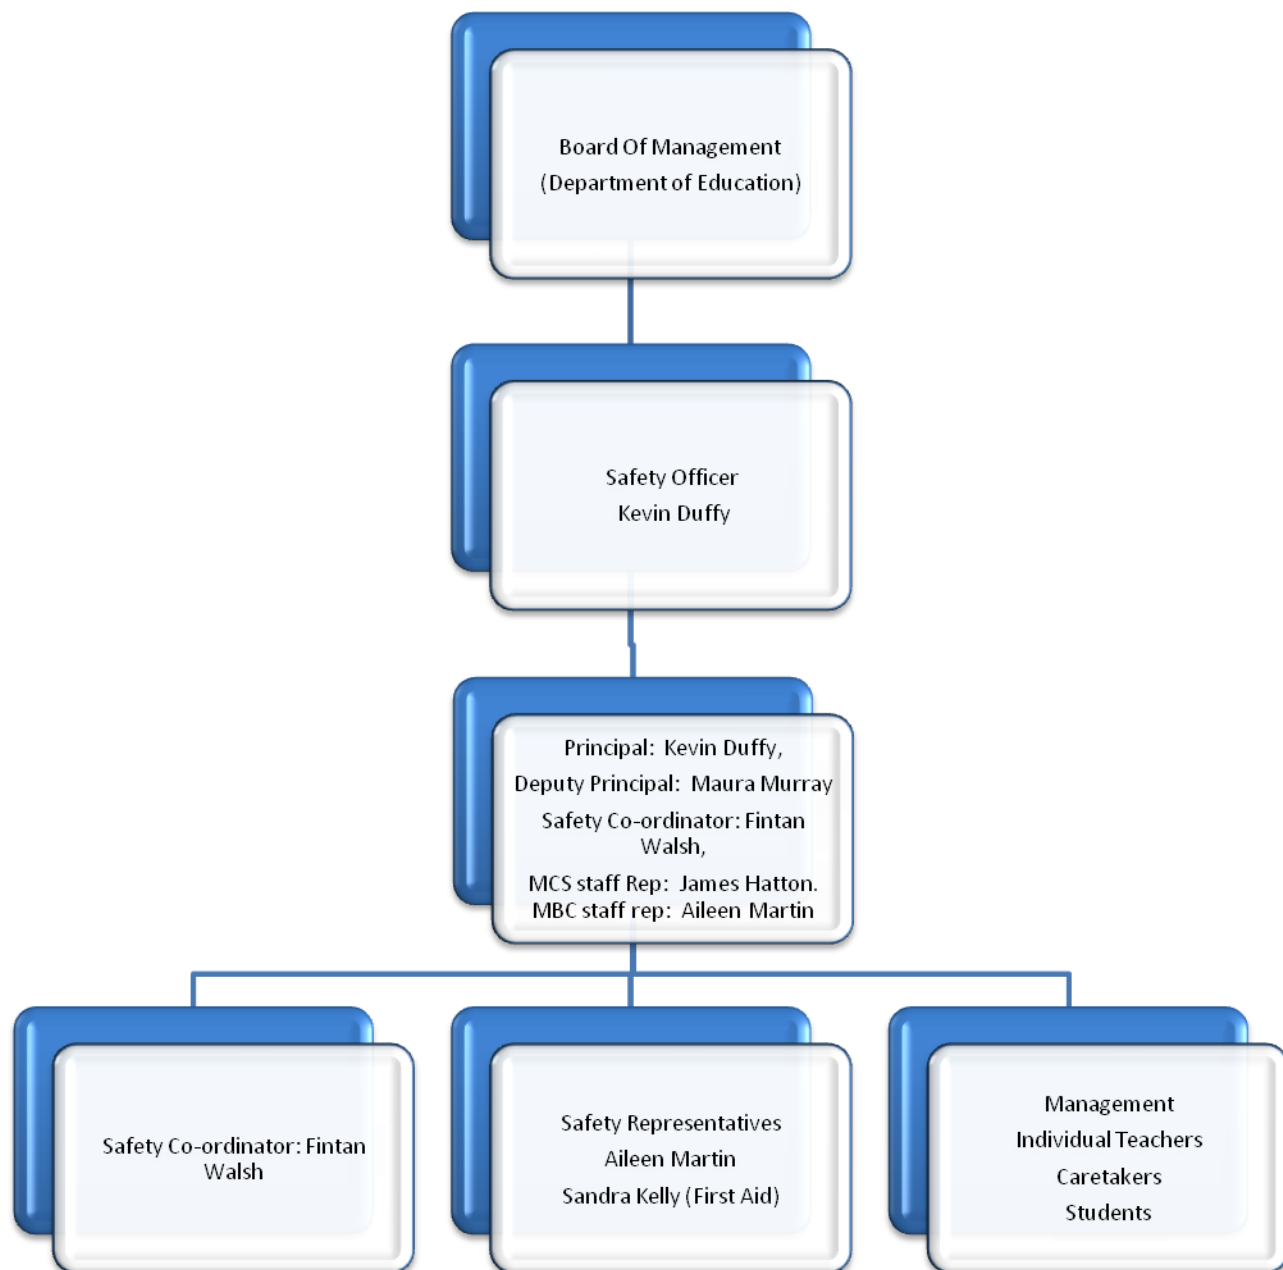 Board Of Management
(Department of Education)
Safety Officer
Kevin Duffy
Principal: Kevin Duffy,
Deputy Principal: Maura Murray
Safety Co-ordinator: Fintan
Walsh,
MCS staff Rep: James Hatton.
MBC staff rep: Aileen Martin
Safety Co-ordinator: Fintan
Walsh
Safety Representatives
Aileen Martin
Sandra Kelly (First Aid)
Management
Individual Teachers
Caretakers
Students